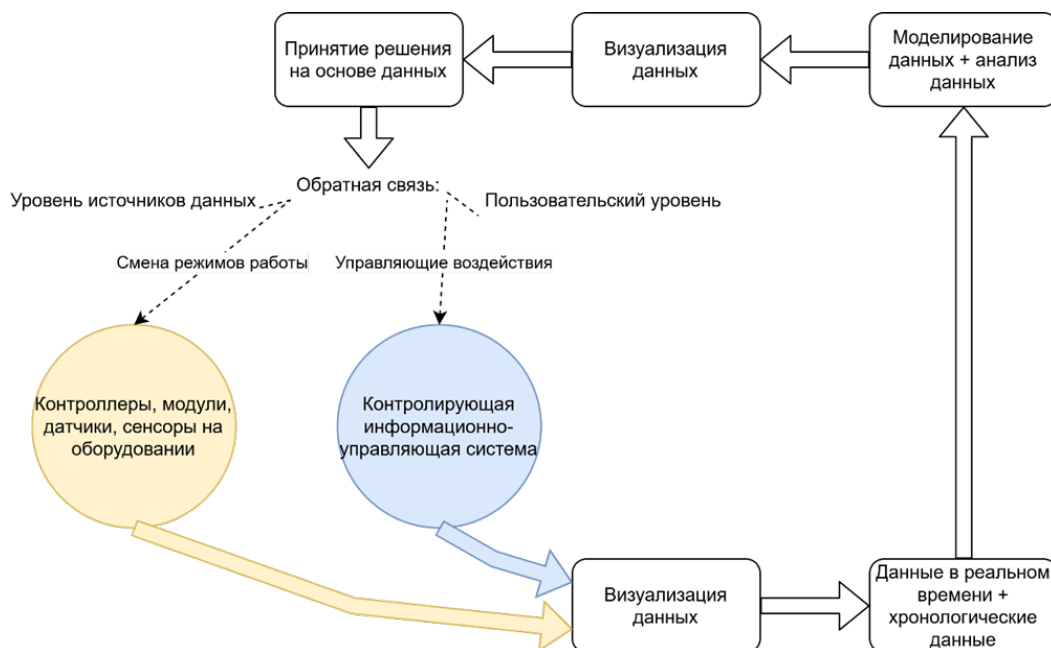 Принятие решения
на основе данных
Визуализация
данных
Моделирование
данных + анализ
данных
Обратная связь:
Уровень источников данных
Пользовательский уровень
Смена режимов работы
Управляющие воздействия
Контроллеры, модули,
датчики, сенсоры на
оборудовании
Контролирующая
информационно-
управляющая система
Визуализация
данных
Данные в реальном
времени +
хронологические
данные